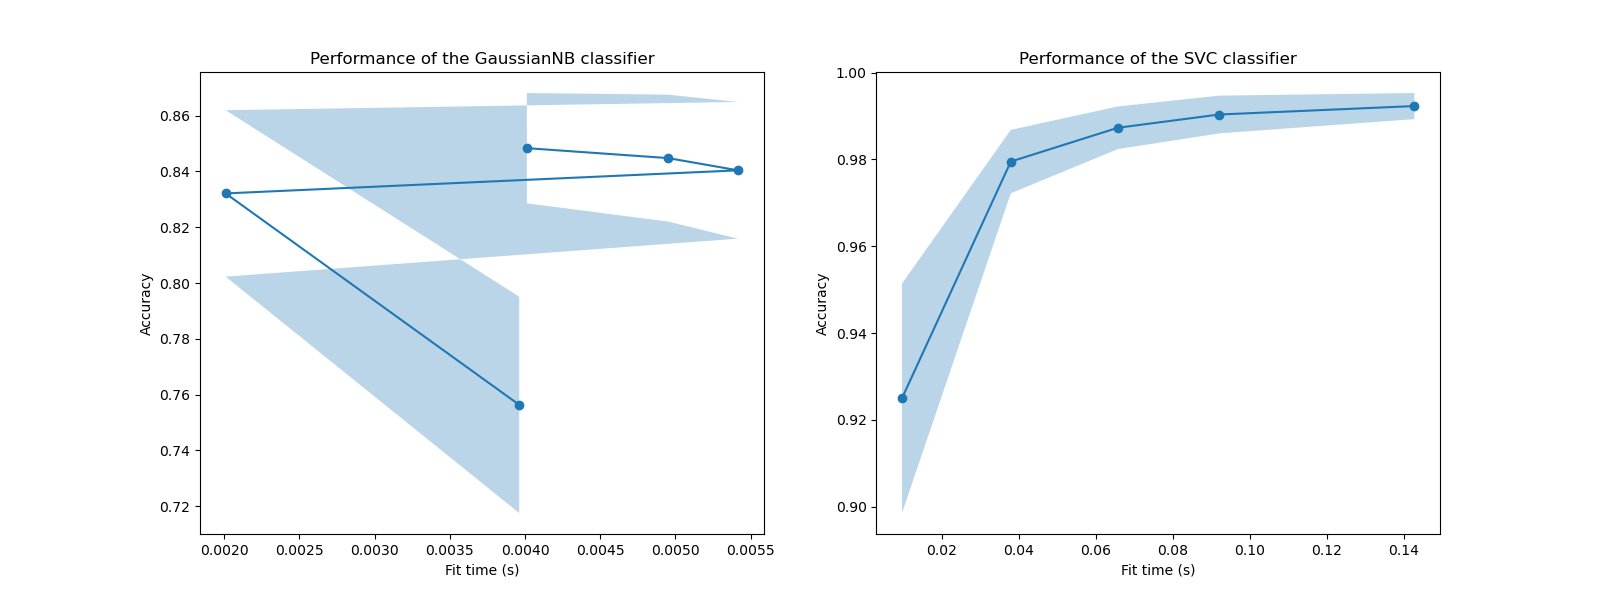 Performance of the GaussianNB classifier
Accuracy
0.86
0.84
0.82
0.80
0.78
0.76
0.74
0.72
0.0020 0.0025 0.0030 0.0035 0.0040 0.0045 0.0050 0.0055
Fit time (s)
Performance of the SVC classifier
Accuracy
1.00
0.98
0.96
0.94
0.92
0.90
0.02 0.04 0.06 0.08 0.10 0.12 0.14
Fit time (s)